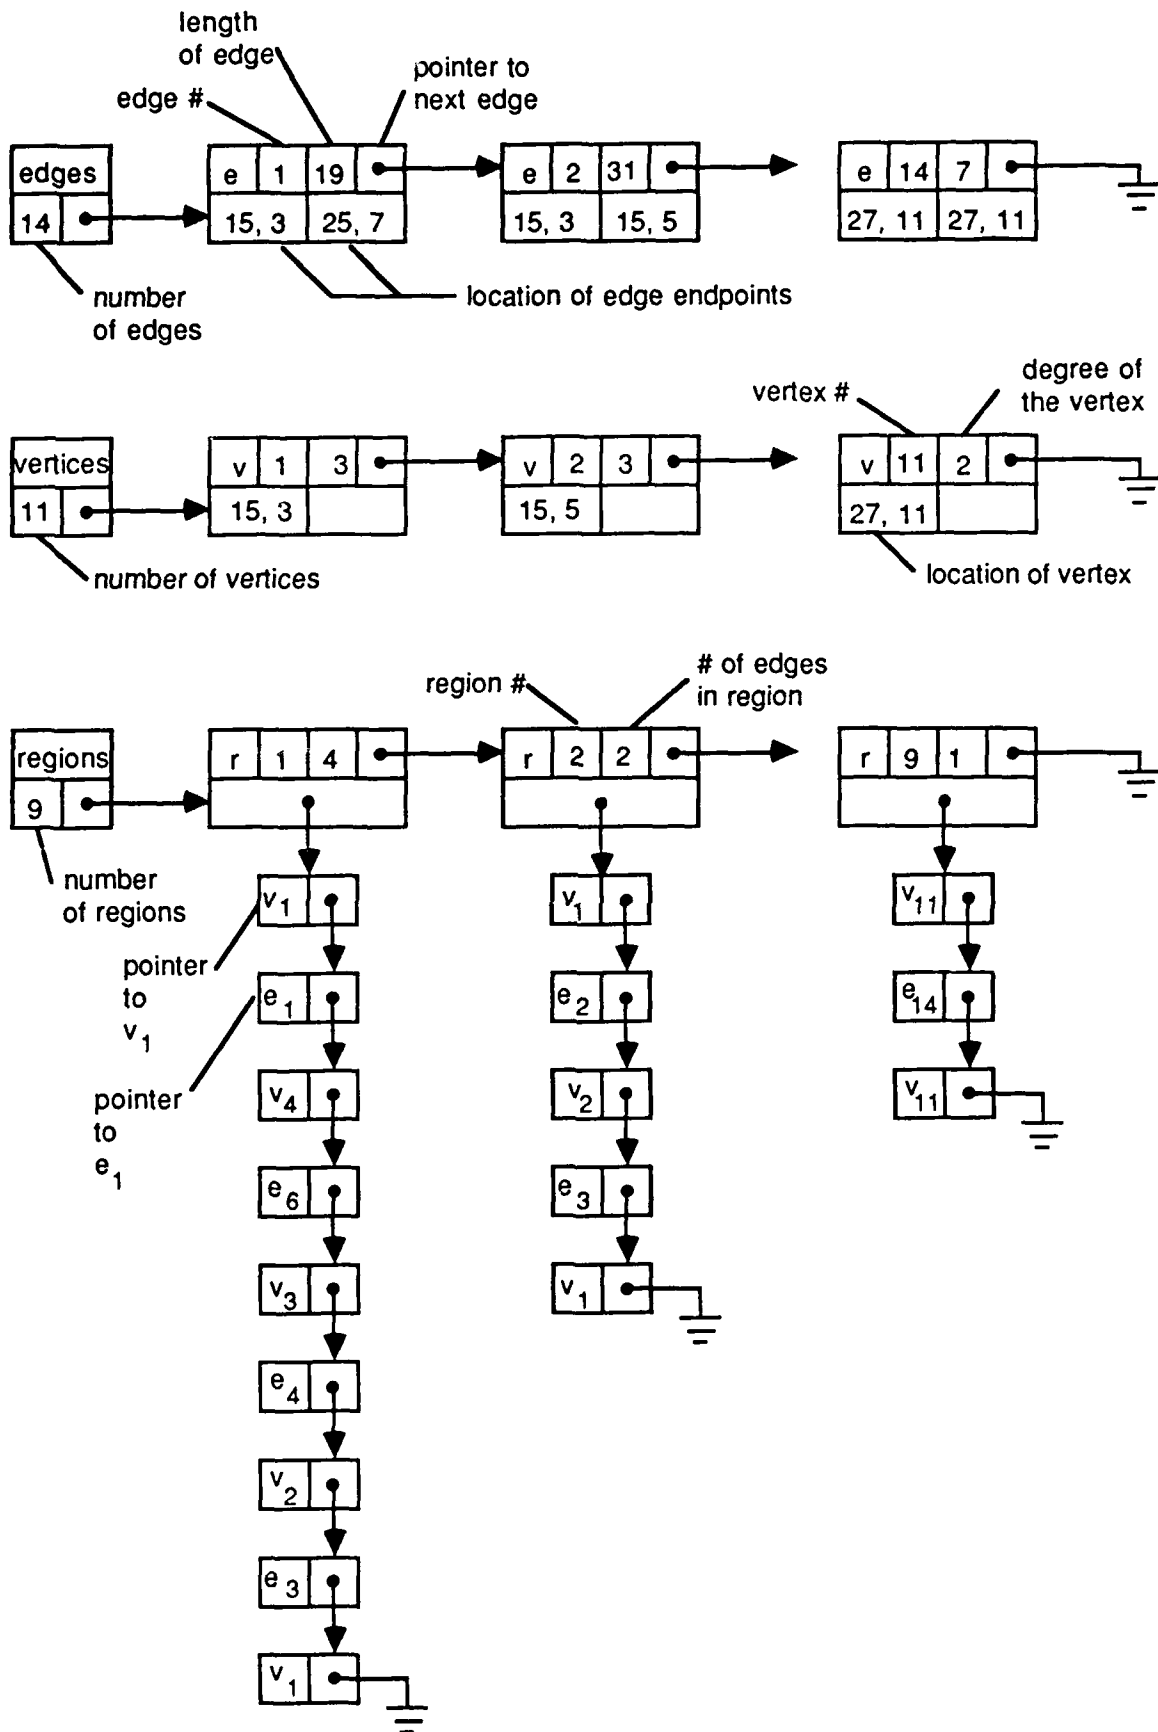 length
of edge
edge #
pointer to
next edge
edges
14
e 1 19
15, 3 25, 7
e 2 31
15, 3 15, 5
e 14 7
27, 11 27, 11
number
of edges
location of edge endpoints
vertex #
degree of
the vertex
vertices
11
v 1 3
15, 3
v 2 3
15, 5
v 11 2
27, 11
number of vertices
location of vertex
region #
# of edges
in region
regions
9
r 1 4
r 2 2
r 9 1
number
of regions
pointer
to
v1
pointer
to
e1
v1
e1
v4
e6
v3
e4
v2
e3
v1
v1
e2
v2
e3
v1
v11
e14
v11